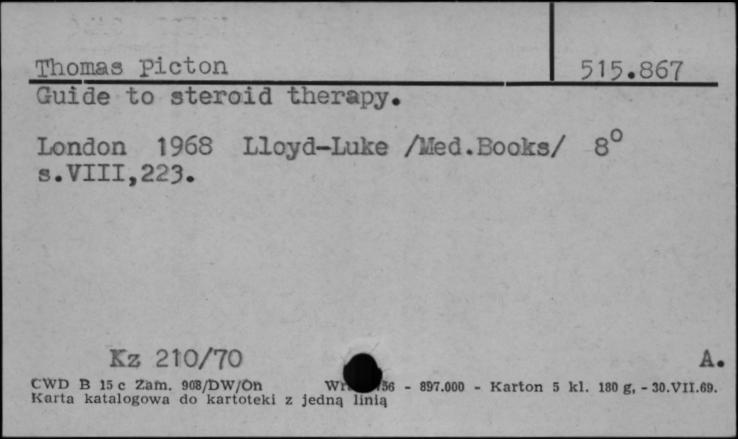 Thomas Picton 515.867
Guide to steroid therapy.
London 1968 Lloyd-Luke /Med.Books/ 8°
s.VIII,223.
Kz 210/70 A.
CWD B 15 c Zam. 908/DW/On 56 - 897.000 - Karton 5 kl. 180 g, - 30.VII.69.
Karta katalogowa do kartoteki z jedną linią